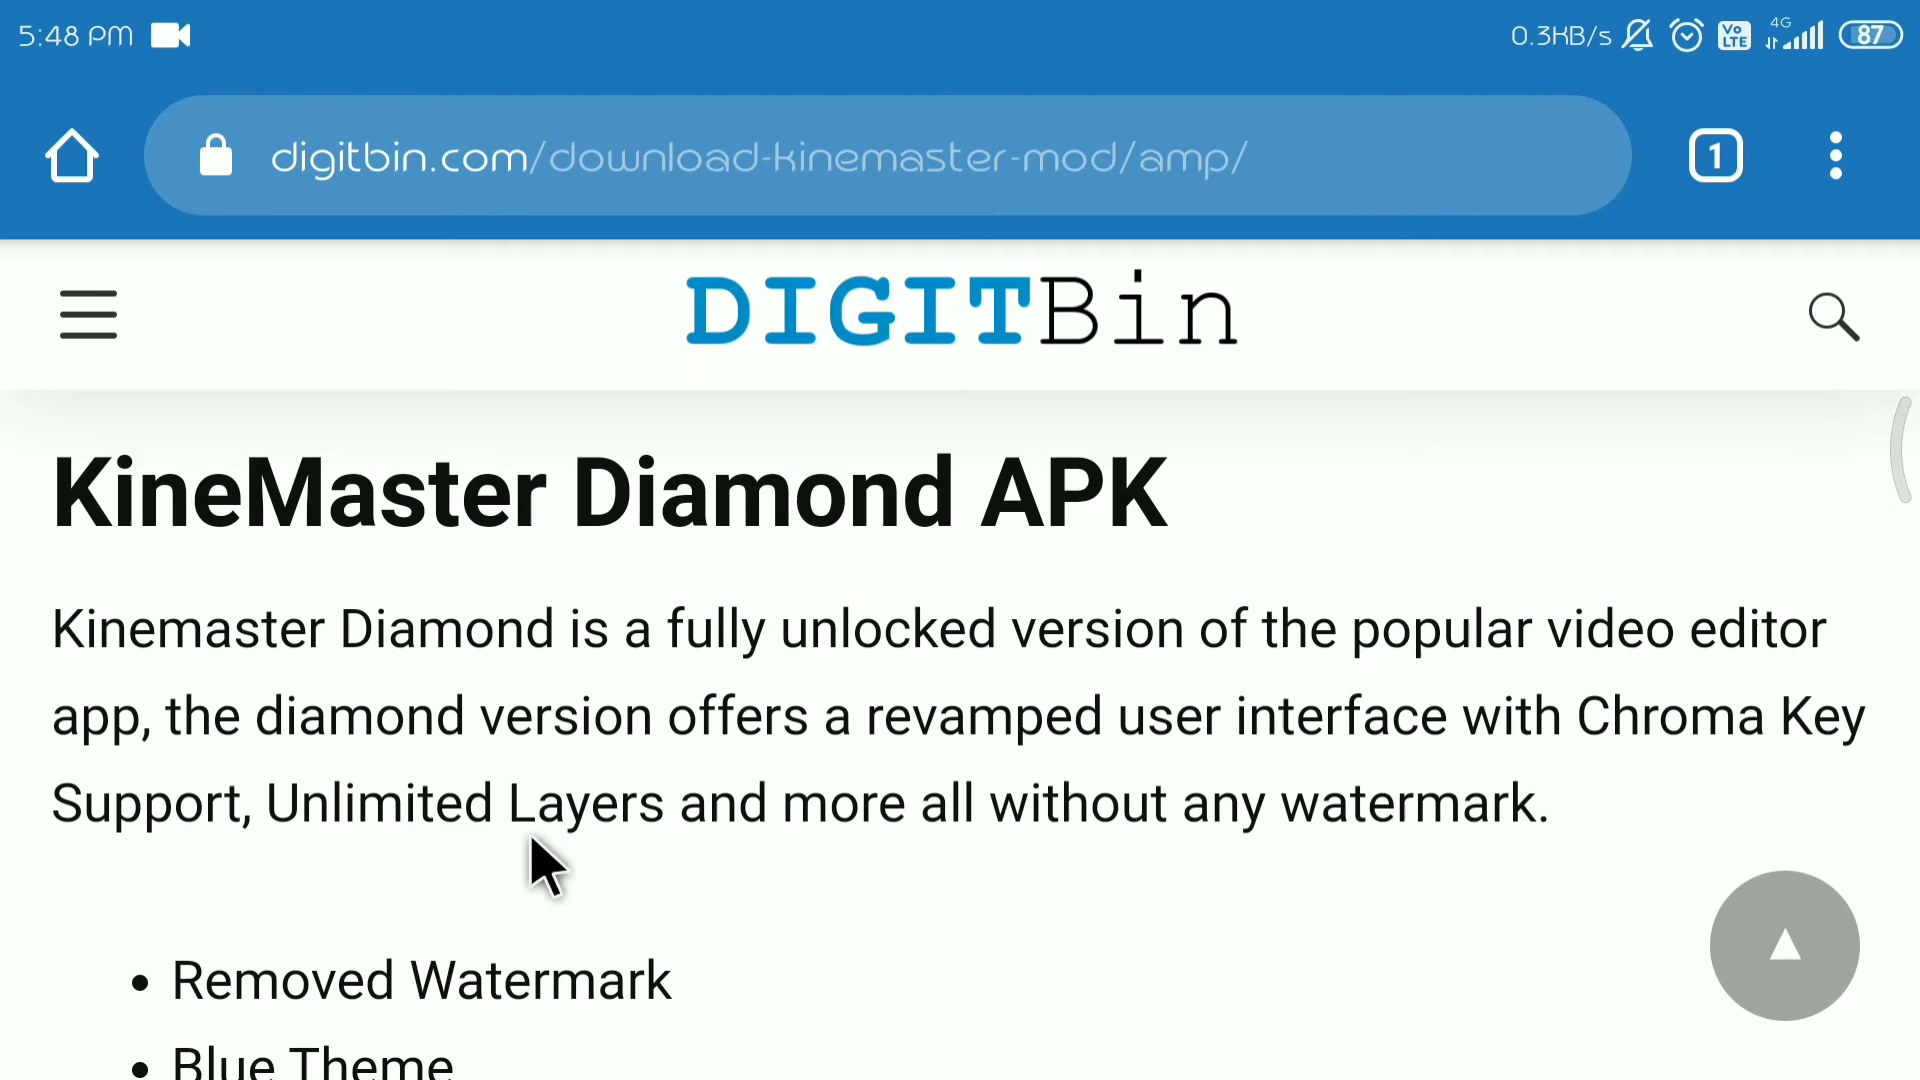 5:48 PM
0.3KB/s Vo LTE 4G 87
digitbin.com/download-kinemaster-mod/amp/
1
DIGITBin
KineMaster Diamond APK
Kinemaster Diamond is a fully unlocked version of the popular video editor
app, the diamond version offers a revamped user interface with Chroma Key
Support, Unlimited Layers and more all without any watermark.
• Removed Watermark
• Blue Theme